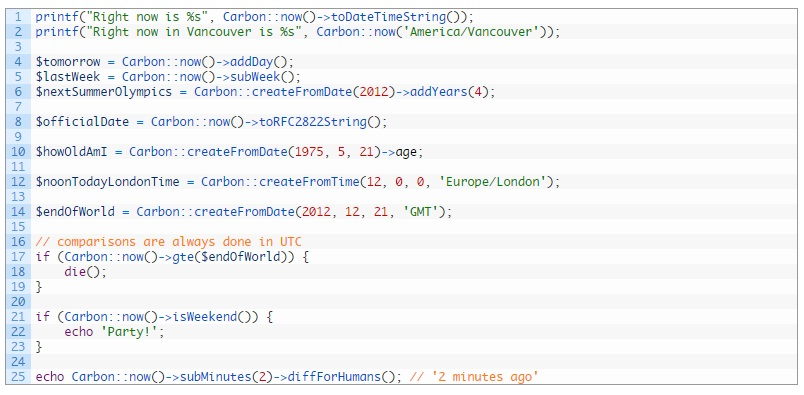 1 printf("Right now is %s", Carbon::now()->toDateTimeString());
2 printf("Right now in Vancouver is %s", Carbon::now('America/Vancouver'));
3
4 $tomorrow = Carbon::now()->addDay();
5 $lastWeek = Carbon::now()->subWeek();
6 $nextSummerOlympics = Carbon::createFromDate(2012)->addYears(4);
7
8 $officialDate = Carbon::now()->toRFC2822String();
9
10 $howOldAmI = Carbon::createFromDate(1975, 5, 21)->age;
11
12 $noonTodayLondonTime = Carbon::createFromTime(12, 0, 0, 'Europe/London');
13
14 $endOfWorld = Carbon::createFromDate(2012, 12, 21, 'GMT');
15
16 // comparisons are always done in UTC
17 if (Carbon::now()->gte($endOfWorld)) {
18     die();
19 }
20
21 if (Carbon::now()->isWeekend()) {
22     echo 'Party!';
23 }
24
25 echo Carbon::now()->subMinutes(2)->diffForHumans(); // '2 minutes ago'